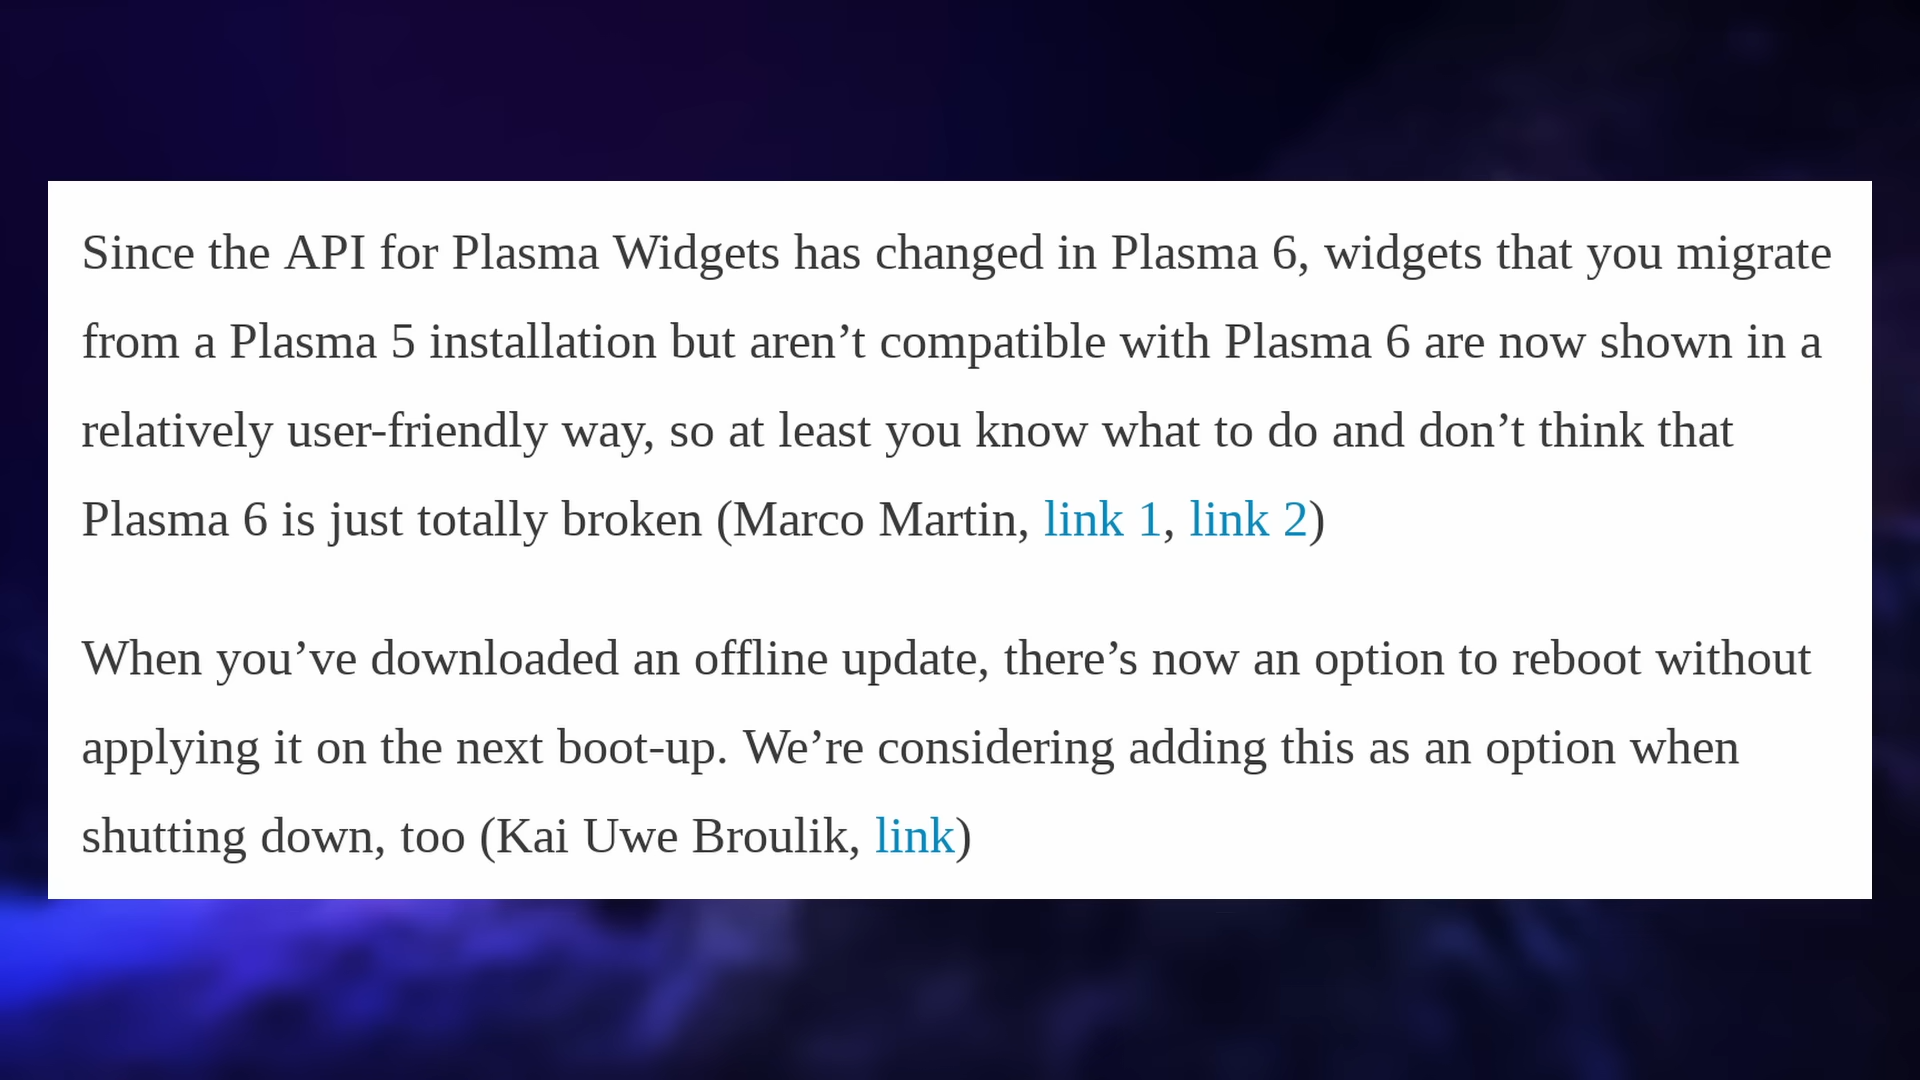 Since the API for Plasma Widgets has changed in Plasma 6, widgets that you migrate
from a Plasma 5 installation but aren’t compatible with Plasma 6 are now shown in a
relatively user-friendly way, so at least you know what to do and don’t think that
Plasma 6 is just totally broken (Marco Martin, link 1, link 2)
When you’ve downloaded an offline update, there’s now an option to reboot without
applying it on the next boot-up. We’re considering adding this as an option when
shutting down, too (Kai Uwe Broulik, link)